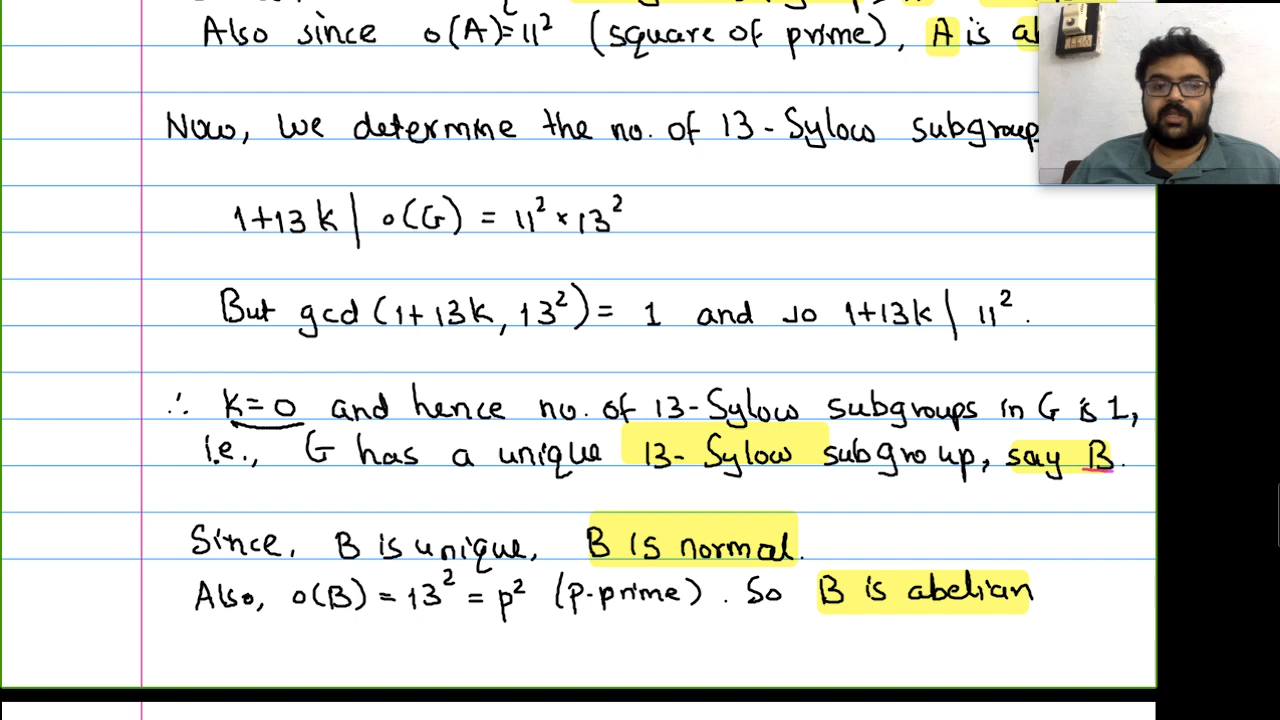 Also since o(A)=11² (square of prime), A is
Now, we determine the no. of 13-Sylow subgroups
1+13k | o(G) = 11² × 13²
But gcd (1+13k, 13²) = 1 and so 1+13k | 11².
∴ k=0 and hence no. of 13-Sylow subgroups in G is 1,
i.e., G has a unique 13-Sylow subgroup, say B.
Since, B is unique, B is normal.
Also, o(B) = 13² = p² (p-prime). So B is abelian